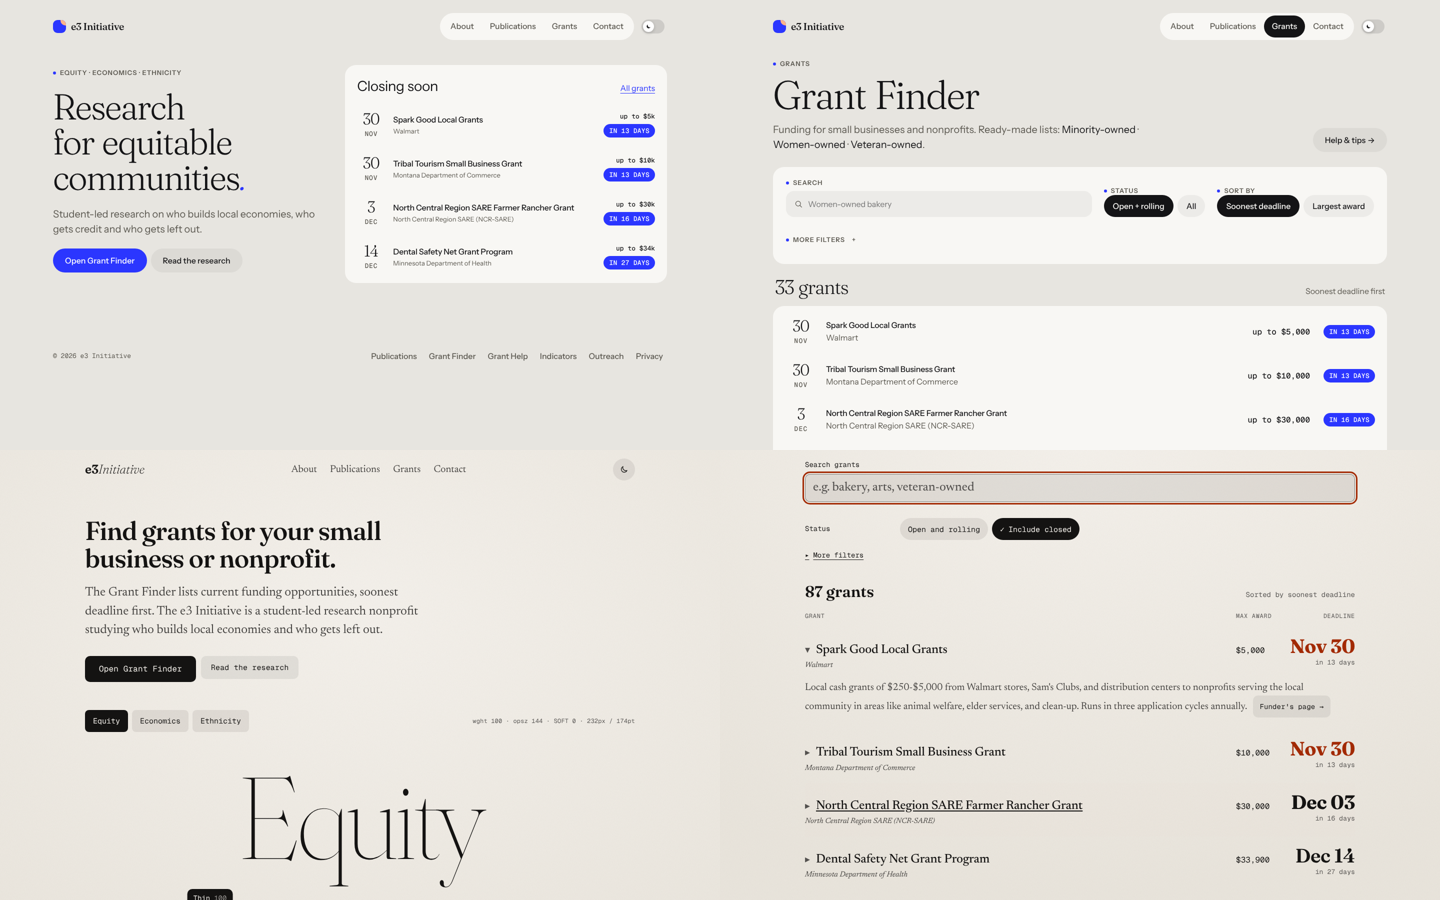 e3 Initiative
About Publications Grants Contact
EQUITY · ECONOMICS · ETHNICITY
Research
for equitable
communities.
Student-led research on who builds local economies, who
gets credit and who gets left out.
Open Grant Finder Read the research
Closing soon All grants
30 NOV Spark Good Local Grants up to $5k
Walmart IN 13 DAYS
30 NOV Tribal Tourism Small Business Grant up to $10k
Montana Department of Commerce IN 13 DAYS
3 DEC North Central Region SARE Farmer Rancher Grant up to $30k
North Central Region SARE (NCR-SARE) IN 16 DAYS
14 DEC Dental Safety Net Grant Program up to $34k
Minnesota Department of Health IN 27 DAYS
© 2026 e3 Initiative
Publications Grant Finder Grant Help Indicators Outreach Privacy
e3 Initiative
About Publications Grants Contact
GRANTS
Grant Finder
Funding for small businesses and nonprofits. Ready-made lists: Minority-owned ·
Women-owned · Veteran-owned.
Help & tips →
SEARCH
Women-owned bakery
STATUS
Open + rolling All
SORT BY
Soonest deadline Largest award
MORE FILTERS +
33 grants Soonest deadline first
30 NOV Spark Good Local Grants up to $5,000 IN 13 DAYS
Walmart
30 NOV Tribal Tourism Small Business Grant up to $10,000 IN 13 DAYS
Montana Department of Commerce
3 DEC North Central Region SARE Farmer Rancher Grant up to $30,000 IN 16 DAYS
North Central Region SARE (NCR-SARE)
e3Initiative
About Publications Grants Contact
Find grants for your small
business or nonprofit.
The Grant Finder lists current funding opportunities, soonest
deadline first. The e3 Initiative is a student-led research nonprofit
studying who builds local economies and who gets left out.
Open Grant Finder Read the research
Equity Economics Ethnicity
wght 100 · opsz 144 · SOFT 0 · 232px / 174pt
Equity
Thin 100
Search grants
e.g. bakery, arts, veteran-owned
Status Open and rolling ✓ Include closed
▸ More filters
87 grants Sorted by soonest deadline
GRANT MAX AWARD DEADLINE
▾ Spark Good Local Grants $5,000 Nov 30
Walmart in 13 days
Local cash grants of $250-$5,000 from Walmart stores, Sam's Clubs, and distribution centers to nonprofits serving the local
community in areas like animal welfare, elder services, and clean-up. Runs in three application cycles annually. Funder's page →
▸ Tribal Tourism Small Business Grant $10,000 Nov 30
Montana Department of Commerce in 13 days
▸ North Central Region SARE Farmer Rancher Grant $30,000 Dec 03
North Central Region SARE (NCR-SARE) in 16 days
▸ Dental Safety Net Grant Program $33,900 Dec 14
Minnesota Department of Health in 27 days